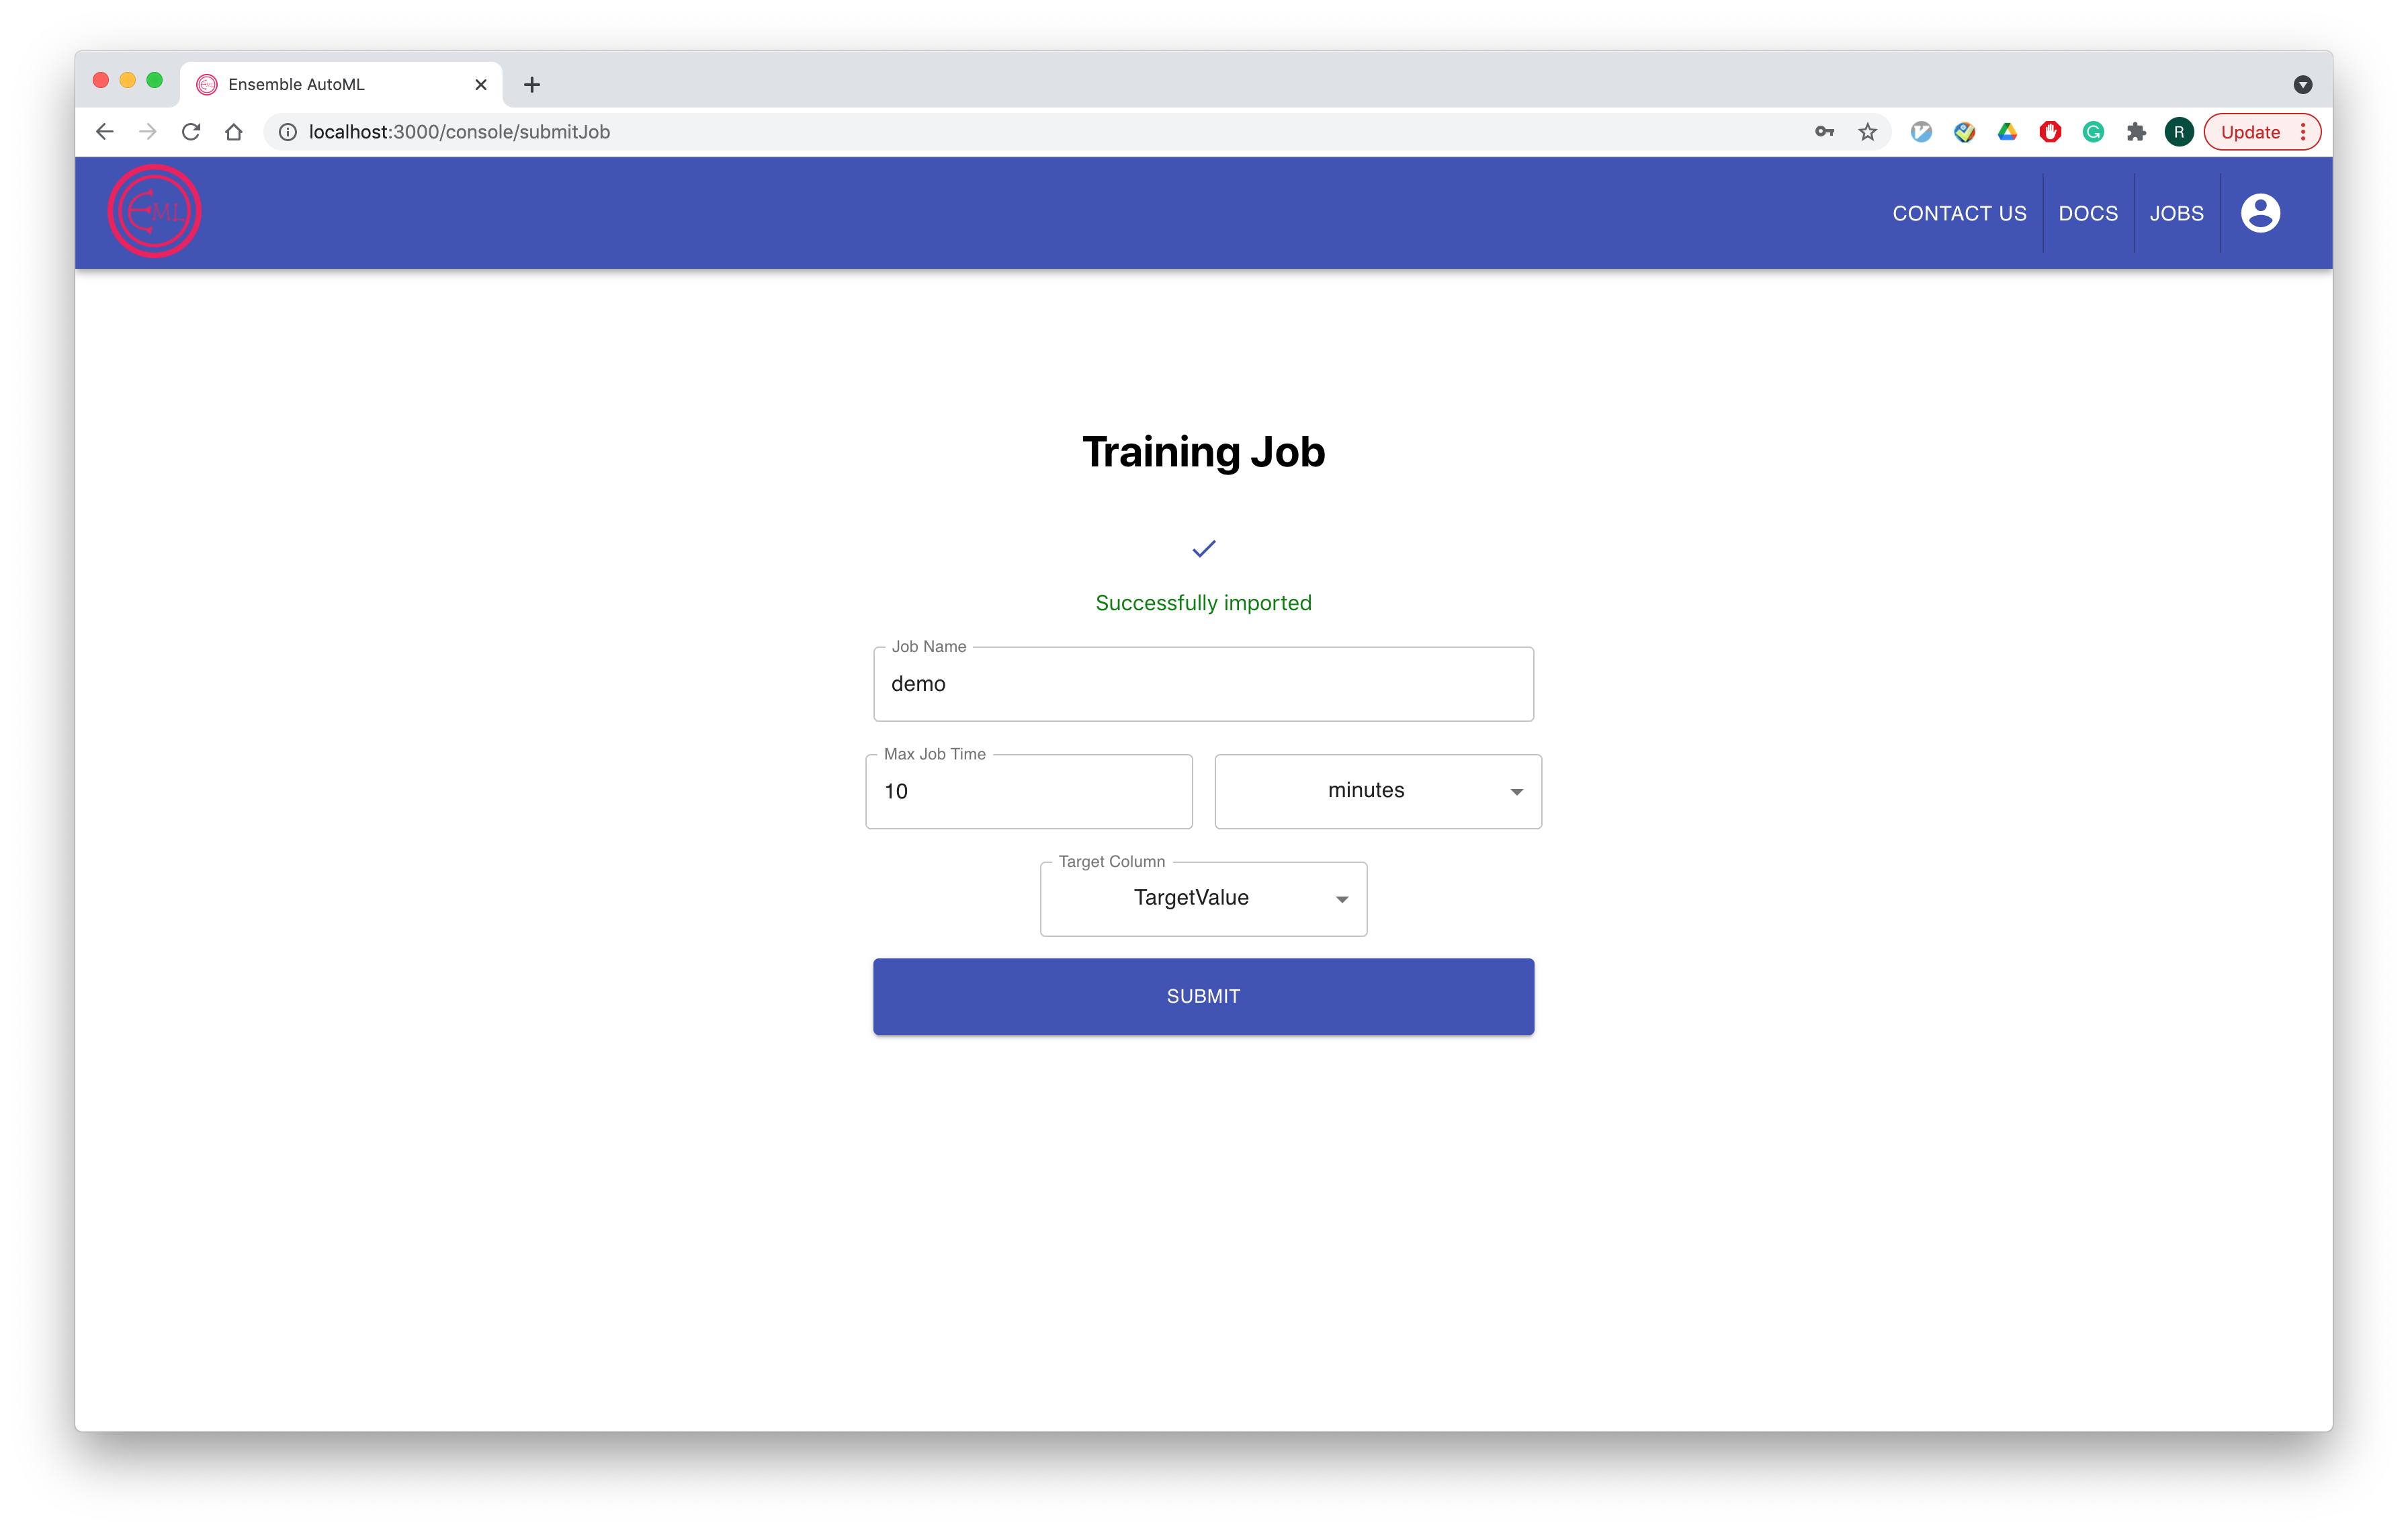 Ensemble AutoML
localhost:3000/console/submitJob
R
Update
EML
CONTACT US
DOCS
JOBS
Training Job
Successfully imported
Job Name
demo
Max Job Time
10
minutes
Target Column
TargetValue
SUBMIT